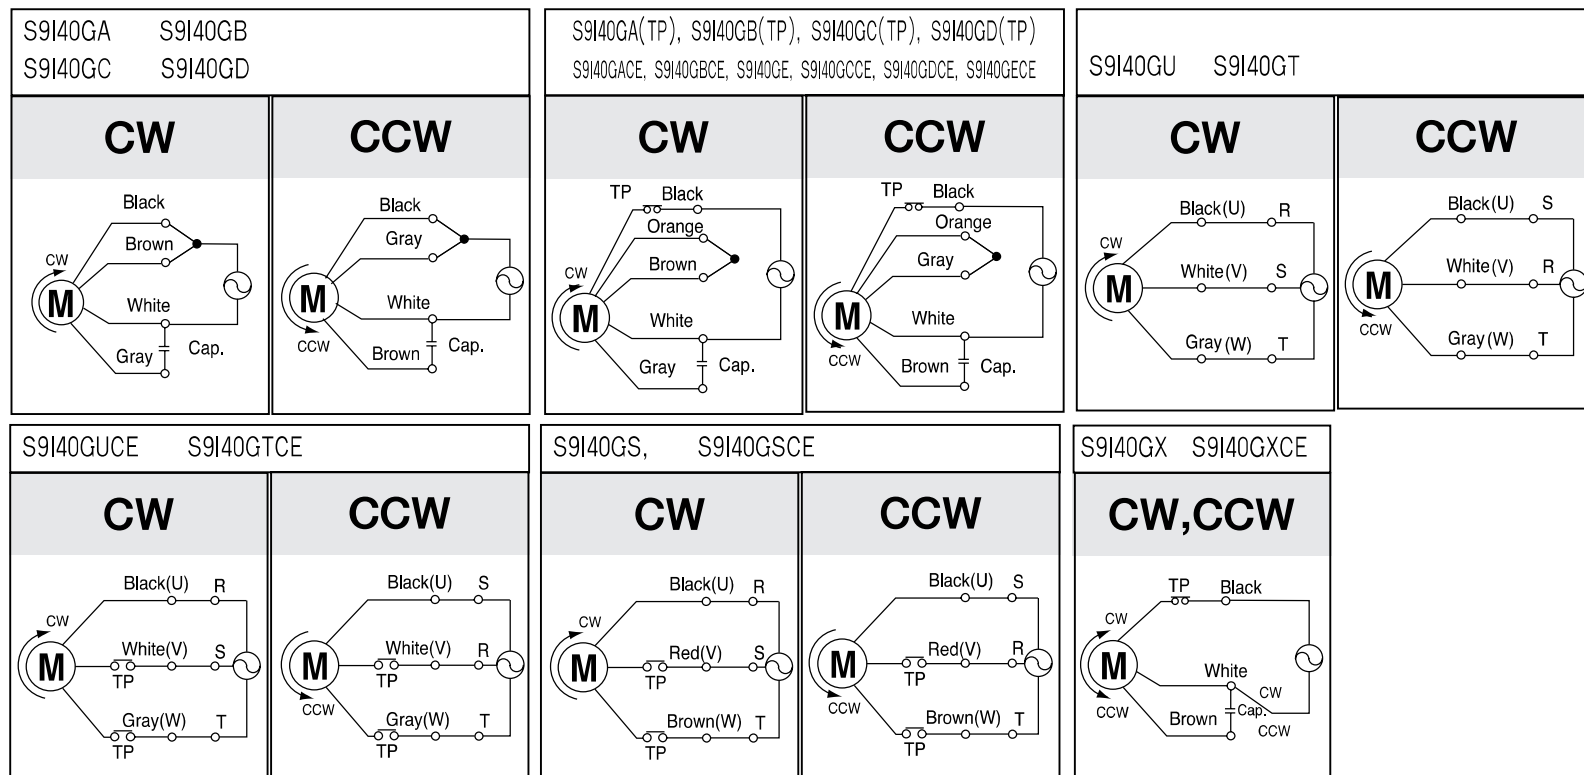 S9I40GA S9I40GB
S9I40GC S9I40GD
CW
Black
Brown
CW
M
White
Gray
Cap.
CCW
Black
Gray
M
White
CCW
Brown
Cap.
S9I40GA(TP), S9I40GB(TP), S9I40GC(TP), S9I40GD(TP)
S9I40GACE, S9I40GBCE, S9I40GE, S9I40GCCE, S9I40GDCE, S9I40GECE
CW
TP Black
Orange
Brown
CW
M
White
Gray
Cap.
CCW
TP Black
Orange
Gray
M
White
CCW
Brown
Cap.
S9I40GU S9I40GT
CW
Black(U) R
CW
White(V) S
M
Gray(W) T
CCW
Black(U) S
White(V) R
M
CCW
Gray(W) T
S9I40GUCE S9I40GTCE
CW
Black(U) R
CW
White(V) S
M
TP
Gray(W) T
TP
CCW
Black(U) S
White(V) R
M
TP
CCW
Gray(W) T
TP
S9I40GS, S9I40GSCE
CW
Black(U) R
CW
Red(V) S
M
TP
Brown(W) T
TP
CCW
Black(U) S
Red(V) R
M
TP
CCW
Brown(W) T
TP
S9I40GX S9I40GXCE
CW,CCW
TP Black
CW
M
White
CW
CCW
Brown
Cap.
CCW